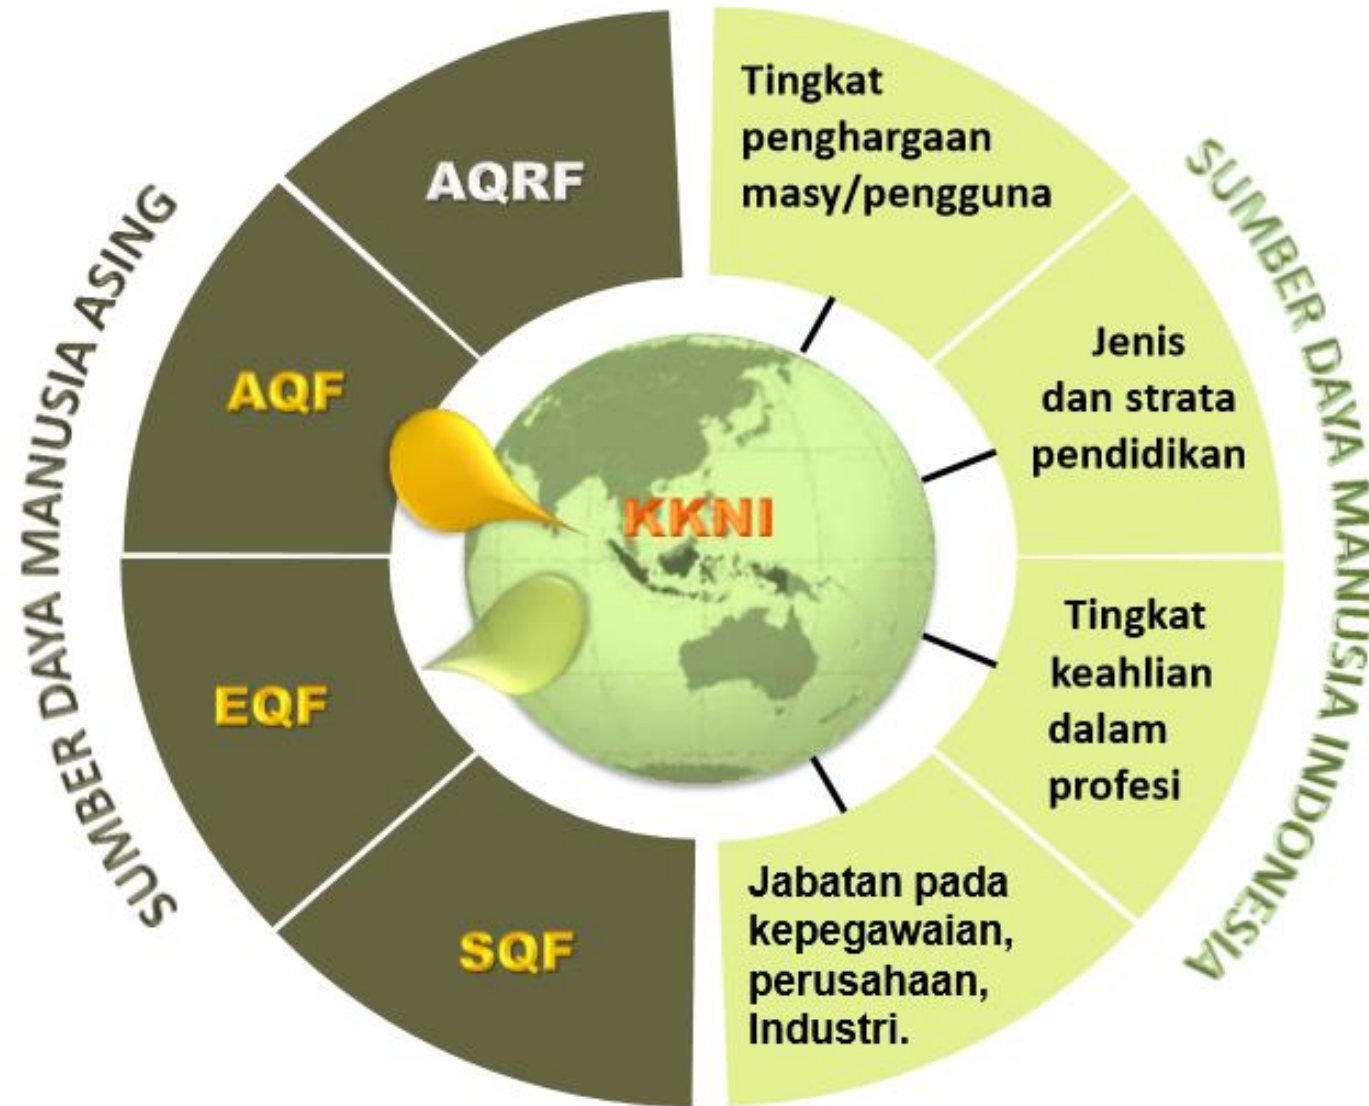 SUMBER DAYA MANUSIA ASING
AQRF
AQF
EQF
SQF
KKNI
Tingkat
penghargaan
masy/pengguna
Jenis
dan strata
pendidikan
Tingkat
keahlian
dalam
profesi
Jabatan pada
kepegawaian,
perusahaan,
Industri.
SUMBER DAYA MANUSIA INDONESIA